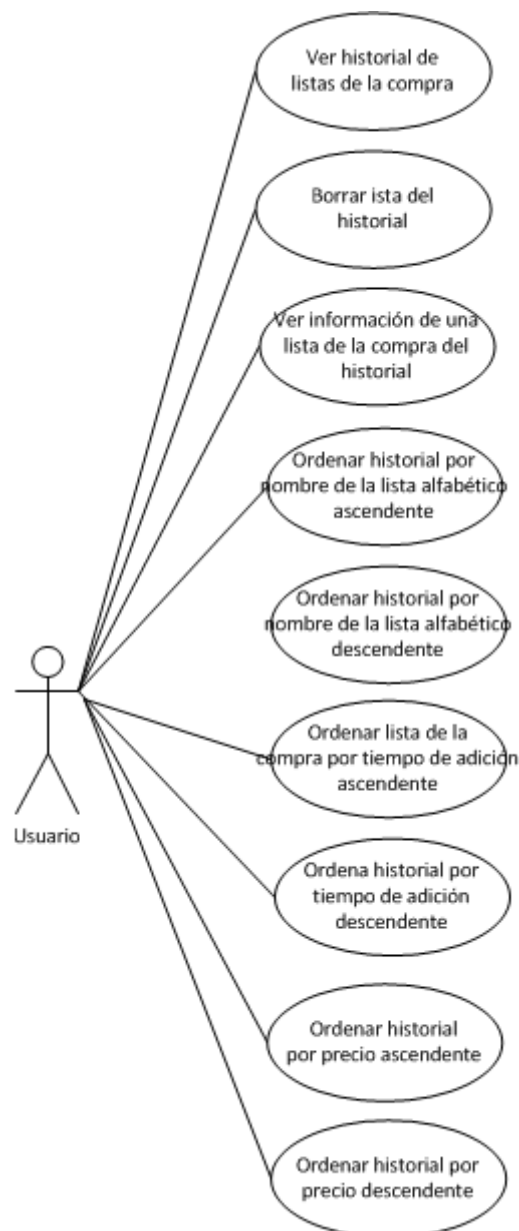 Ver historial de
listas de la compra
Borrar ista del
historial
Ver información de una
lista de la compra del
historial
Ordenar historial por
nombre de la lista alfabético
ascendente
Ordenar historial por
nombre de la lista alfabético
descendente
Usuario
Ordenar lista de la
compra por tiempo de adición
ascendente
Ordena historial por
tiempo de adición
descendente
Ordenar historial
por precio ascendente
Ordenar historial por
precio descendente